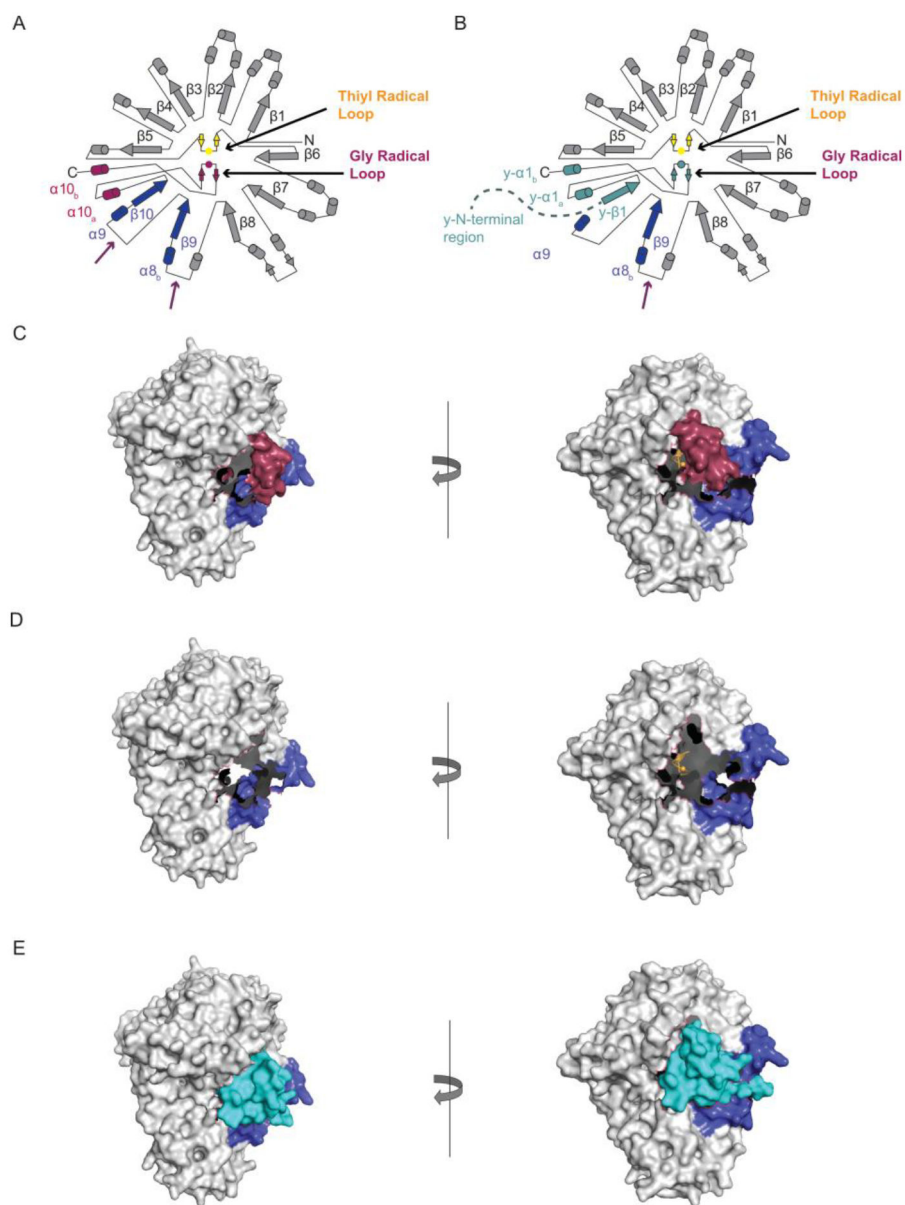 A
B
β3
β2
β4
β1
β5
N
β6
C
α10b
α10a
β10
α9
β9
β7
β8
α8b
Thiyl Radical
Loop
Gly Radical
Loop
β3
β2
β4
β1
β5
N
β6
C
y-α1b
y-α1a
y-β1
y-N-terminal
region
α9
β9
β7
β8
α8b
Thiyl Radical
Loop
Gly Radical
Loop
C
D
E